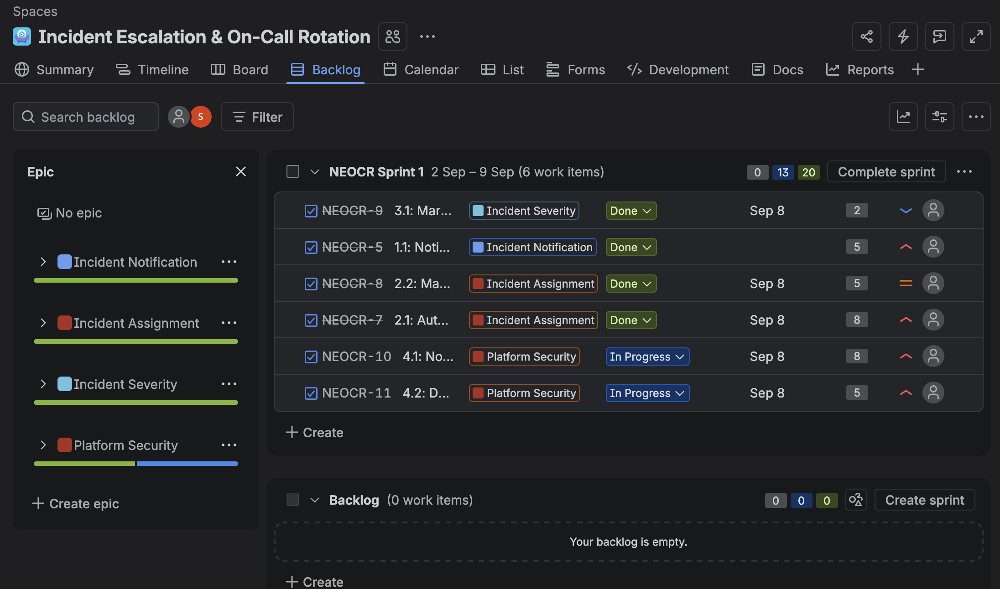 Spaces
Incident Escalation & On-Call Rotation
Summary Timeline Board Backlog Calendar List Forms Development Docs Reports
Search backlog S Filter
Epic
No epic
Incident Notification
Incident Assignment
Incident Severity
Platform Security
Create epic
NEOCR Sprint 1 2 Sep – 9 Sep (6 work items) 0 13 20 Complete sprint
NEOCR-9 3.1: Mar... Incident Severity Done Sep 8 2
NEOCR-5 1.1: Noti... Incident Notification Done 5
NEOCR-8 2.2: Ma... Incident Assignment Done Sep 8 5
NEOCR-7 2.1: Aut... Incident Assignment Done Sep 8 8
NEOCR-10 4.1: No... Platform Security In Progress Sep 8 8
NEOCR-11 4.2: D... Platform Security In Progress Sep 8 5
Create
Backlog (0 work items) 0 0 0 Create sprint
Your backlog is empty.
Create